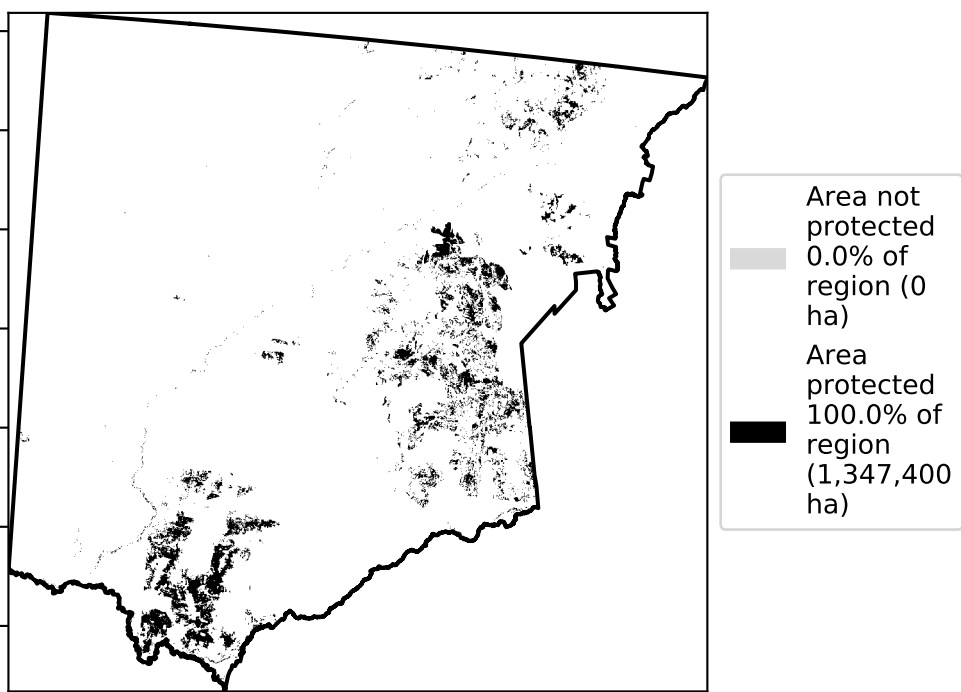 Area not
protected
0.0% of
region (0
ha)
Area
protected
100.0% of
region
(1,347,400
ha)